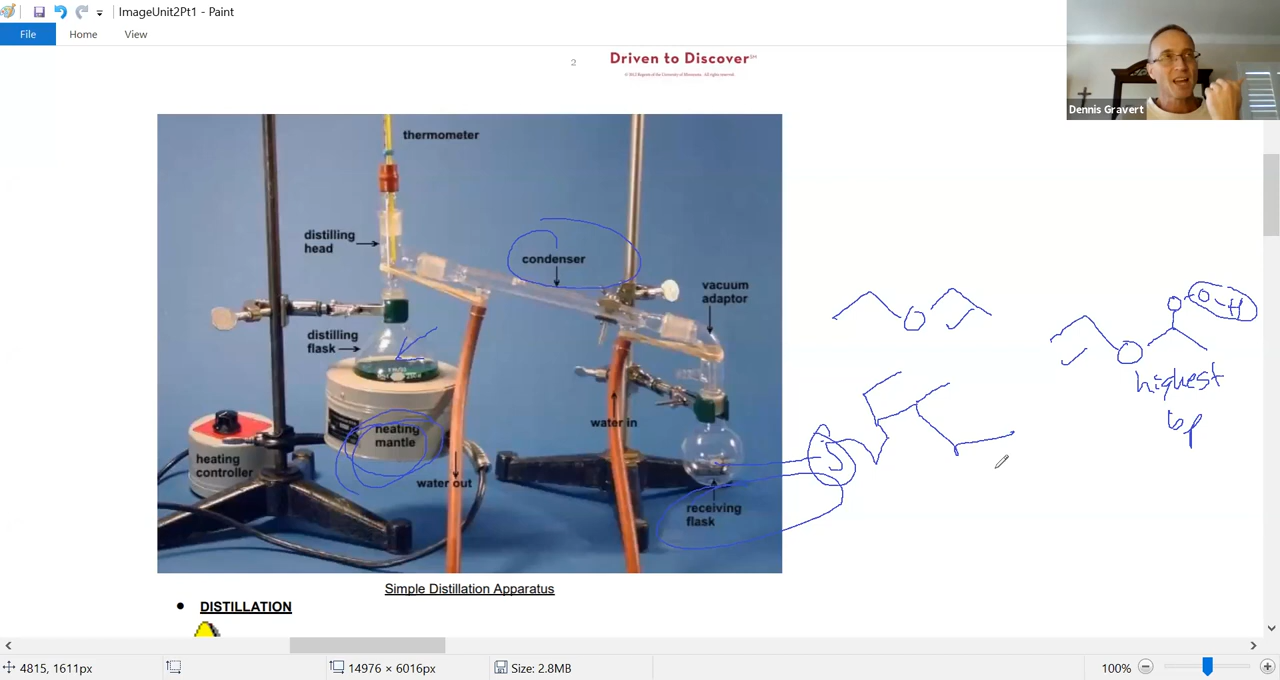 ImageUnit2Pt1 - Paint
File Home View
2
Driven to Discover
Dennis Gravert
thermometer
distilling
head
condenser
vacuum
adaptor
distilling
flask
heating
mantle
water in
heating
controller
water out
receiving
flask
O
O
O
O-H
highest
bp
Simple Distillation Apparatus
• DISTILLATION
4815, 1611px
14976 × 6016px
Size: 2.8MB
100%